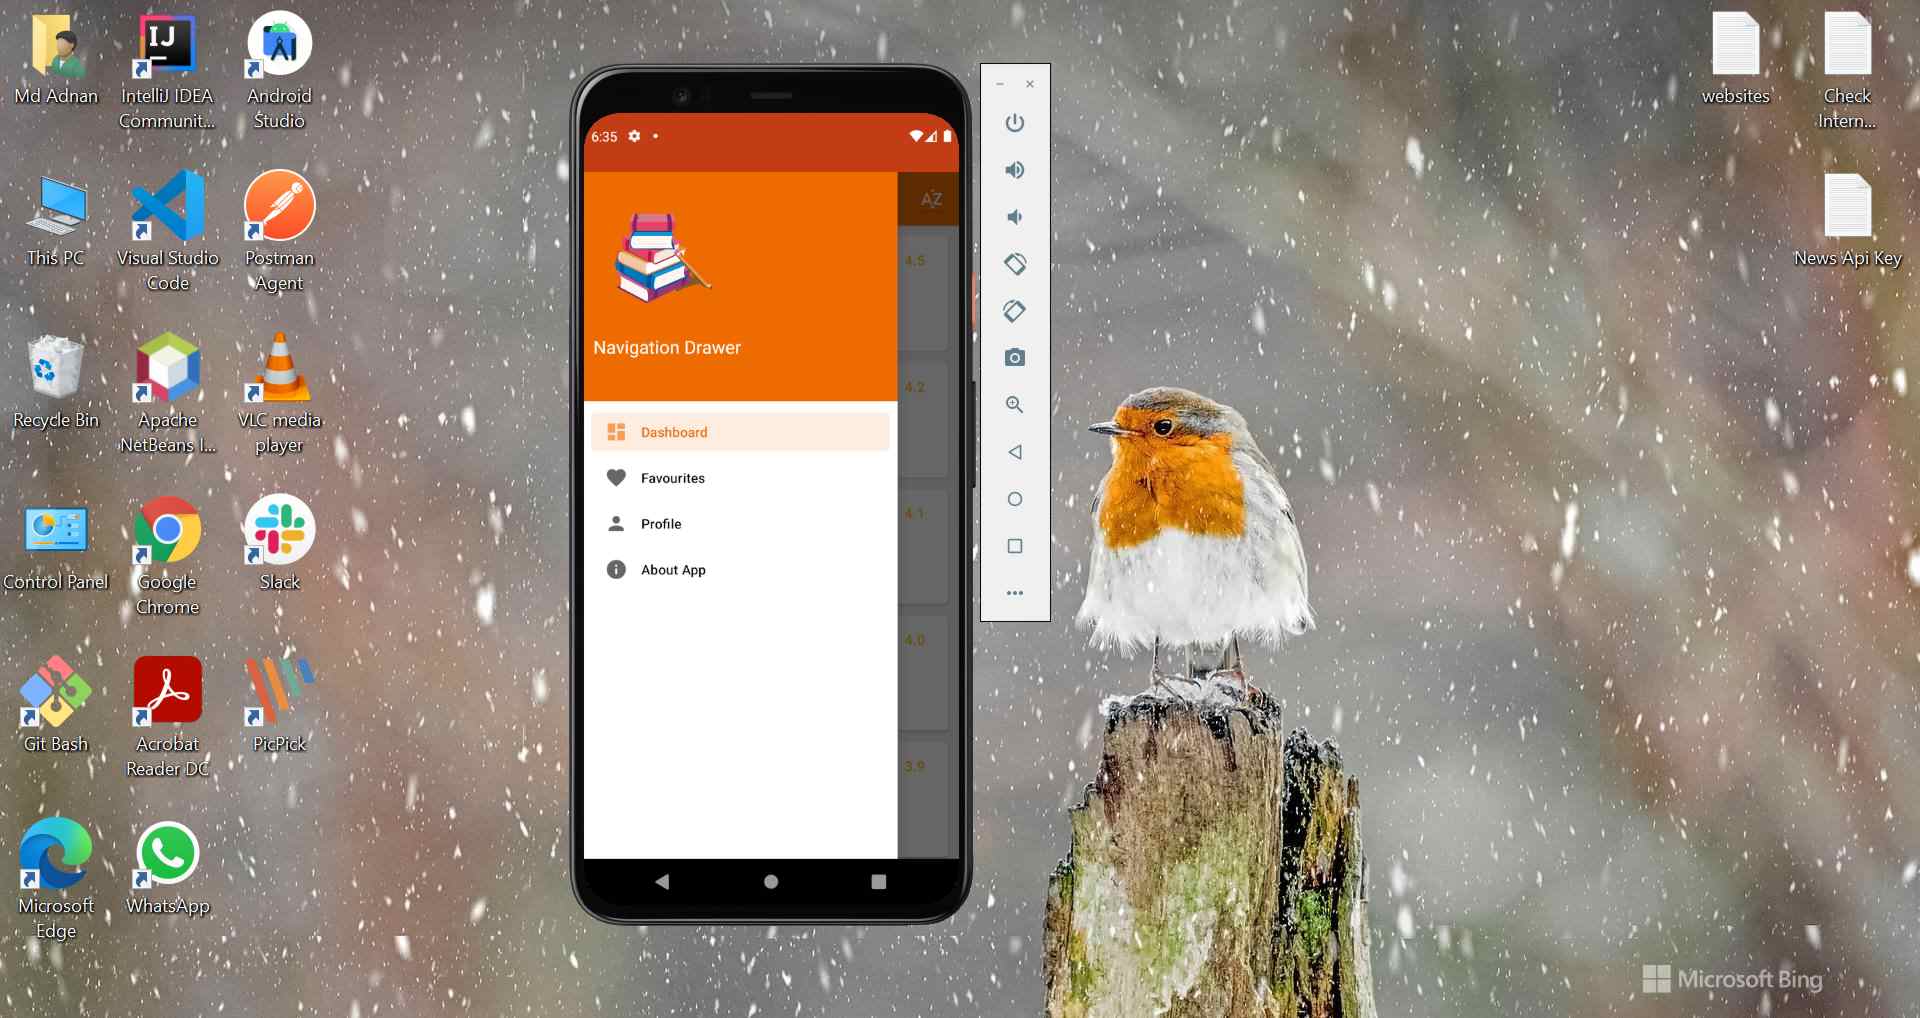 Md Adnan
IntelliJ IDEA
Communit...
Android
Studio
This PC
Visual Studio
Code
Postman
Agent
Recycle Bin
Apache
NetBeans I...
VLC media
player
Control Panel
Google
Chrome
Slack
Git Bash
Acrobat
Reader DC
PicPick
Microsoft
Edge
WhatsApp
IJ
6:35
AZ
Navigation Drawer
Dashboard
Favourites
Profile
About App
4.5
4.2
4.1
4.0
3.9
websites
Check
Intern...
News Api Key
Microsoft Bing